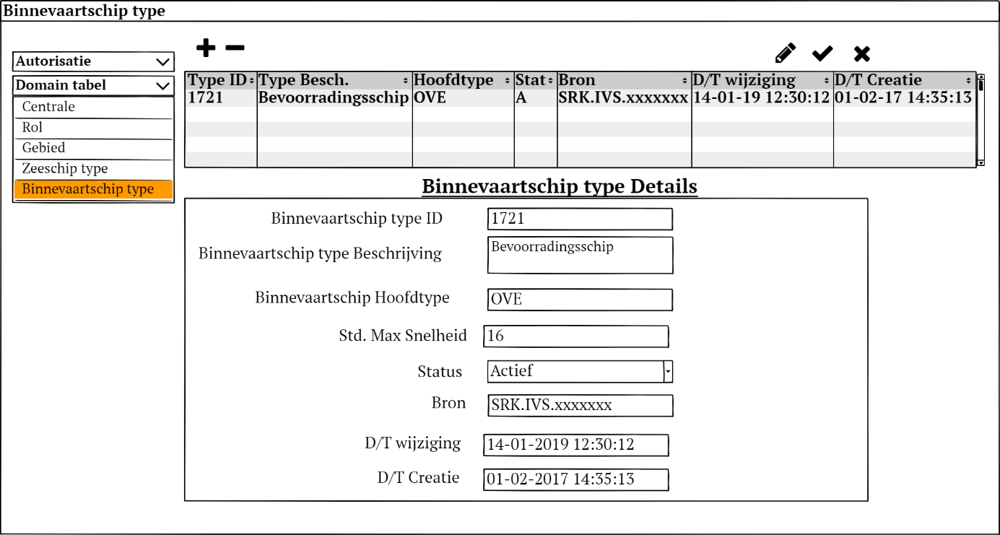 Binnevaartschip type
Autorisatie
Domain tabel
Centrale
Rol
Gebied
Zeeschip type
Binnevaartschip type
Type ID Type Besch. Hoofdtype Stat Bron D/T wijziging D/T Creatie
1721 Bevoorradingsschip OVE A SRK.IVS.xxxxxxx 14-01-19 12:30:12 01-02-17 14:35:13
Binnevaartschip type Details
Binnevaartschip type ID 1721
Binnevaartschip type Beschrijving Bevoorradingsschip
Binnevaartschip Hoofdtype OVE
Std. Max Snelheid 16
Status Actief
Bron SRK.IVS.xxxxxxx
D/T wijziging 14-01-2019 12:30:12
D/T Creatie 01-02-2017 14:35:13